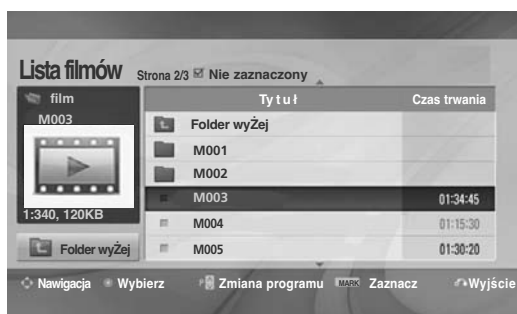 Lista filmów Strona 2/3 Nie zaznaczony
film
M003
1:340, 120KB
Folder wyŻej
Tytuł Czas trwania
Folder wyŻej
M001
M002
M003 01:34:45
M004 01:15:30
M005 01:30:20
Nawigacja Wybierz Zmiana programu MARK Zaznacz Wyjście